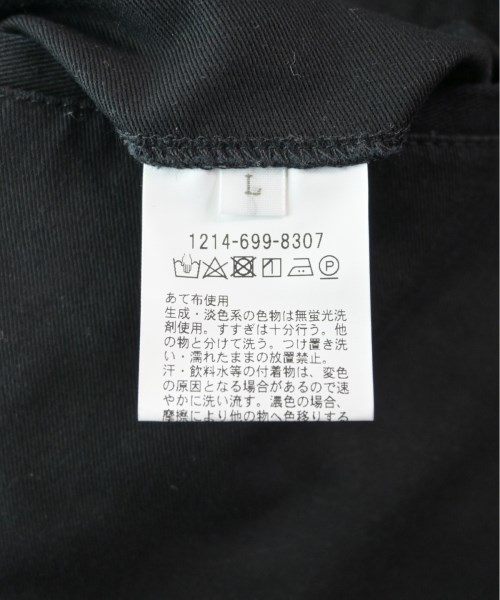 L
1214-699-8307
あて布使用
生成・淡色系の色物は無蛍光洗
剤使用。すすぎは十分行う。他
の物と分けて洗う。つけ置き洗
い・濡れたままの放置禁止。
汗・飲料水等の付着物は、変色
の原因となる場合があるので速
やかに洗い流す。濃色の場合、
摩擦により他の物へ色移りする